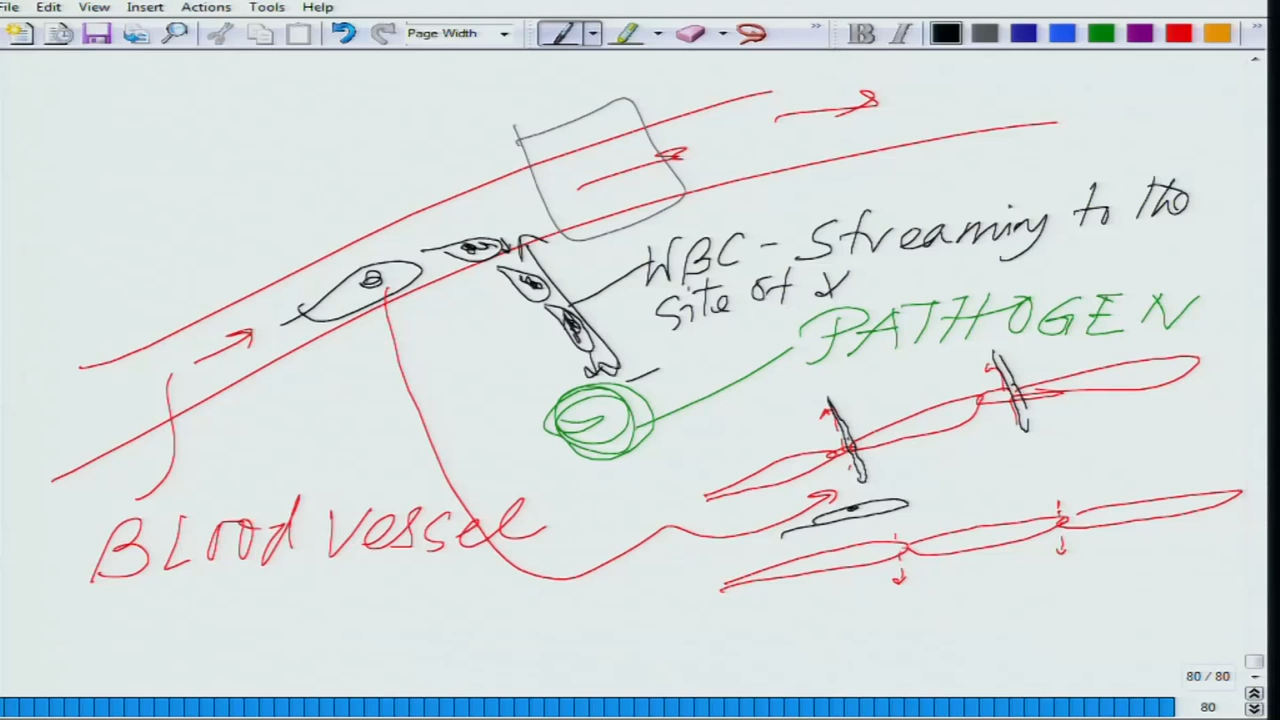 File Edit View Insert Actions Tools Help
Page Width
B I
WBC - Streaming to the
site of X
PATHOGEN
Blood vessel
80 / 80
80